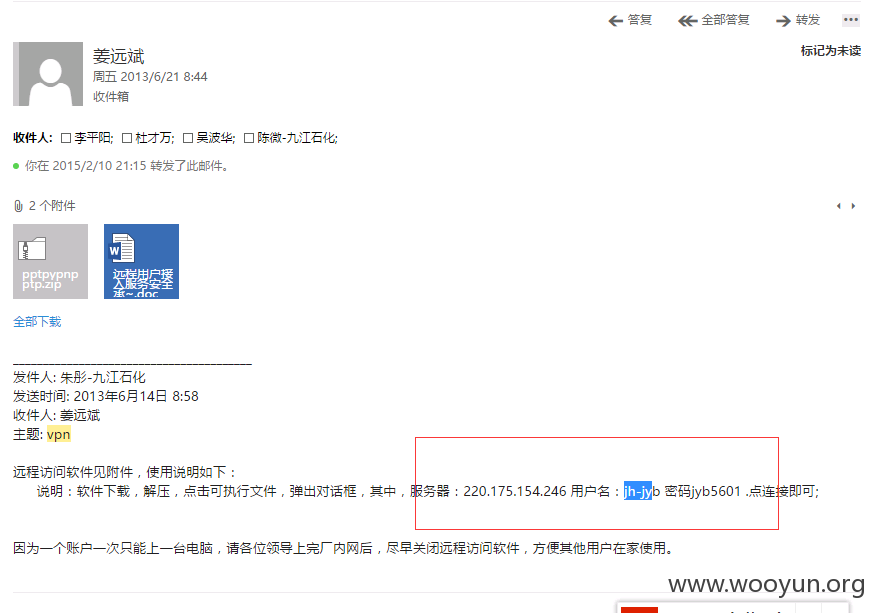 答复 全部答复 转发 •••
姜远斌
标记为未读
周五 2013/6/21 8:44
收件箱
收件人: 李平阳; 杜才万; 吴波华; 陈微-九江石化;
你在 2015/2/10 21:15 转发了此邮件。
2 个附件
pptpypnp
ptp.zip
远程用户接
入服务安全
承~.doc
全部下载
发件人: 朱彤-九江石化
发送时间: 2013年6月14日 8:58
收件人: 姜远斌
主题: vpn
远程访问软件见附件，使用说明如下：
说明：软件下载，解压，点击可执行文件，弹出对话框，其中，服务器：220.175.154.246 用户名：jh-jyb 密码jyb5601 .点连接即可;
因为一个账户一次只能上一台电脑，请各位领导上完厂内网后，尽早关闭远程访问软件，方便其他用户在家使用。
www.wooyun.org